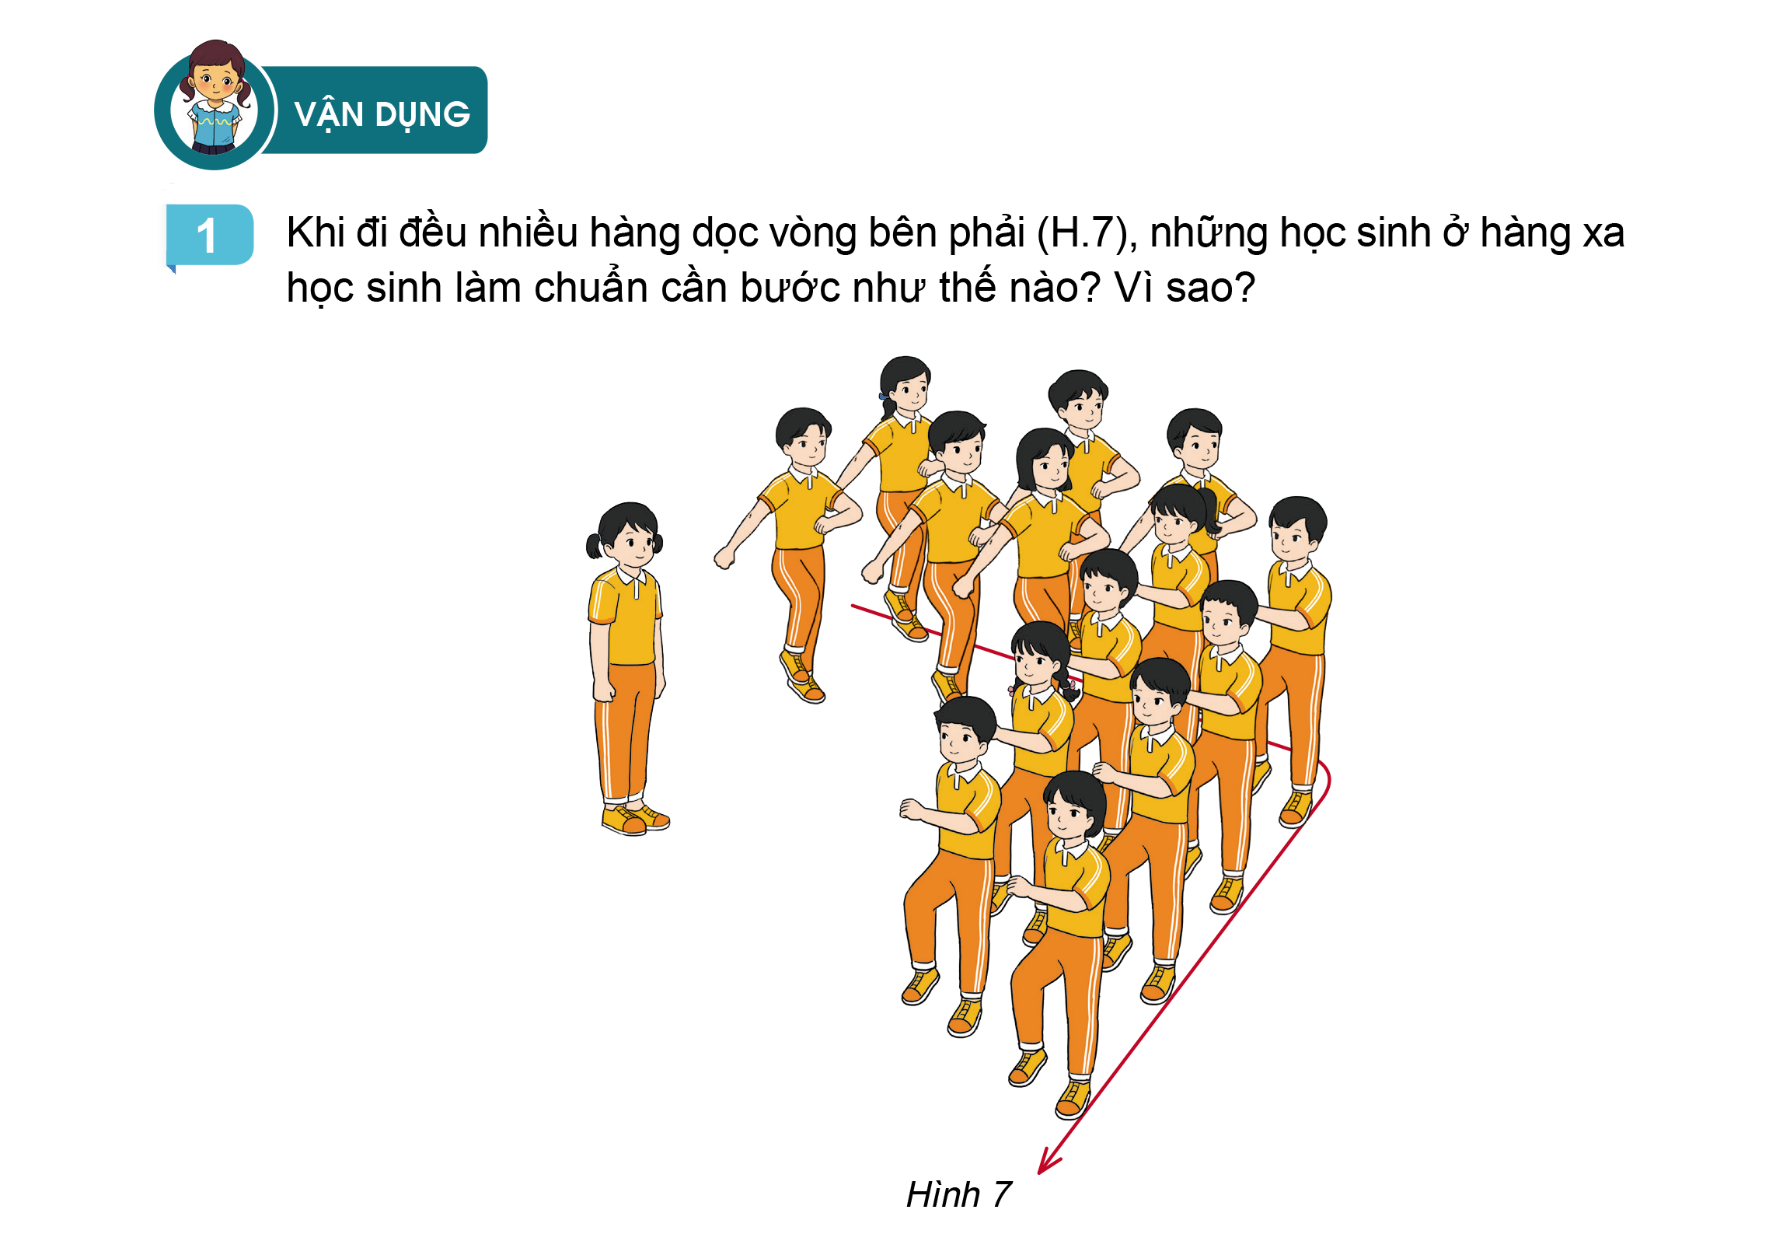 VẬN DỤNG
1 Khi đi đều nhiều hàng dọc vòng bên phải (H.7), những học sinh ở hàng xa
học sinh làm chuẩn cần bước như thế nào? Vì sao?
Hình 7